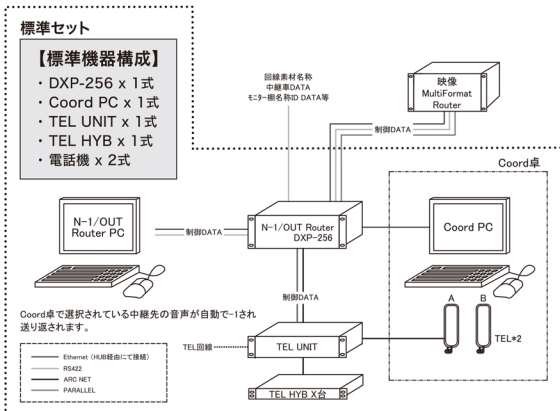 標準セット
【標準機器構成】
・DXP-256 x 1式
・Coord PC x 1式
・TEL UNIT x 1式
・TEL HYB x 1式
・電話機 x 2式
回線素材名称
中継車DATA
モニター棚名称ID DATA等
映像
MultiFormat
Router
制御DATA
Coord卓
N-1/OUT
Router PC
制御DATA
N-1/OUT Router
DXP-256
Coord PC
制御DATA
A
B
Coord卓で選択されている中継先の音声が自動で-1され
送り返されます。
TEL回線
TEL UNIT
TEL*2
Ethernet（HUB経由にて接続）
RS422
ARC NET
PARALLEL
TEL HYB X台